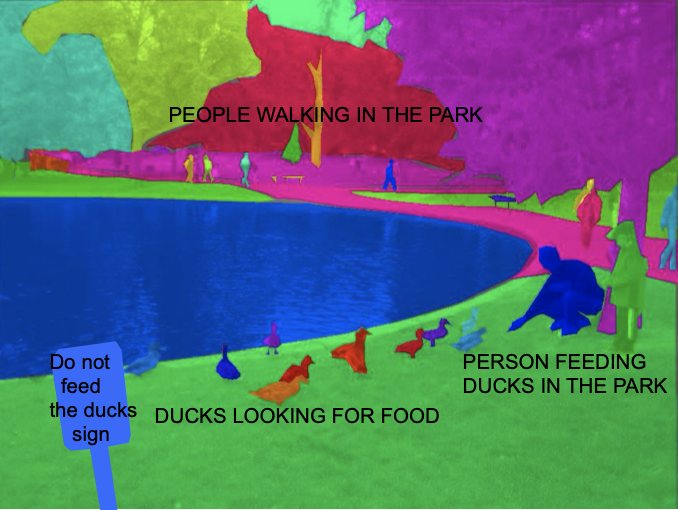 PEOPLE WALKING IN THE PARK
Do not
feed
the ducks
sign
PERSON FEEDING
DUCKS IN THE PARK
DUCKS LOOKING FOR FOOD